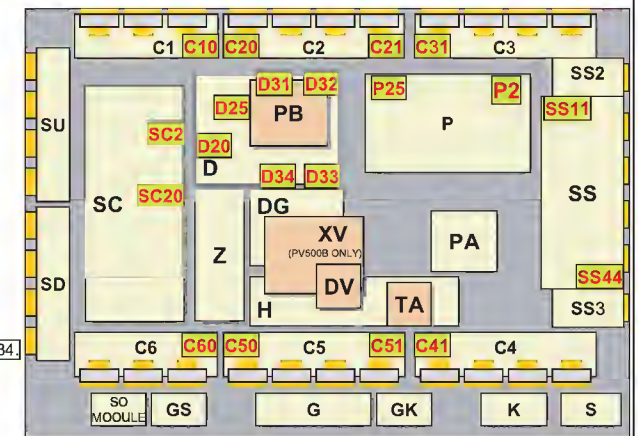 C1 C10 C20 C2 C21 C31 C3
SS2
D31 D32 P25 P2
SU D25 PB SS11
SC2 P
D20
D
D34 D33
SC SC20 DG SS
XV
(PV500B ONLY)
Z PA
SD DV SS44
H TA SS3
34.
C6 C60 C50 C5 C51 C41 C4
SO
MOOULE
GS G GK K S